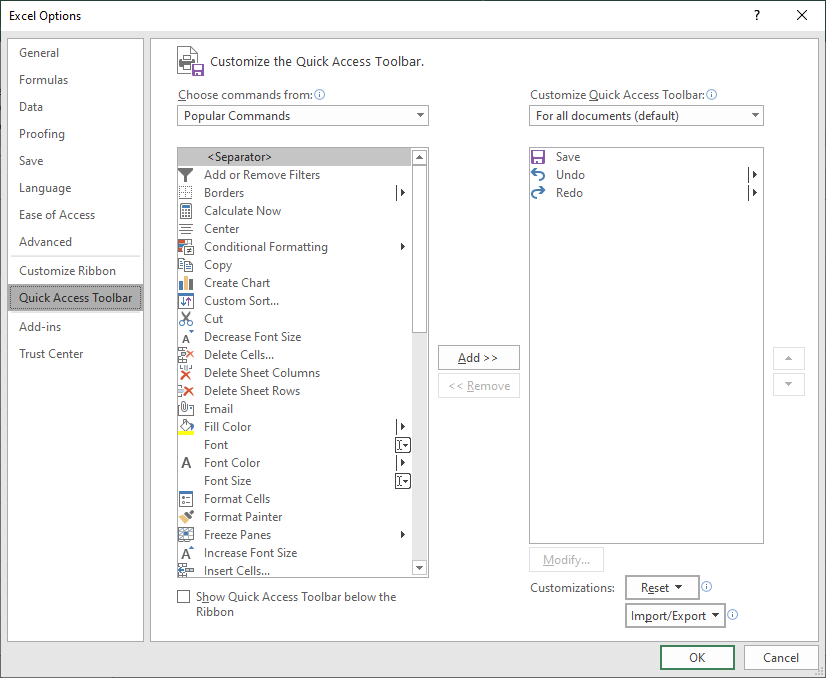 Excel Options
?
General
Formulas
Data
Proofing
Save
Language
Ease of Access
Advanced
Customize Ribbon
Quick Access Toolbar
Add-ins
Trust Center
Customize the Quick Access Toolbar.
Choose commands from:
Popular Commands
<Separator>
Add or Remove Filters
Borders
Calculate Now
Center
Conditional Formatting
Copy
Create Chart
Custom Sort...
Cut
Decrease Font Size
Delete Cells...
Delete Sheet Columns
Delete Sheet Rows
Email
Fill Color
Font
Font Color
Font Size
Format Cells
Format Painter
Freeze Panes
Increase Font Size
Insert Cells...
Show Quick Access Toolbar below the
Ribbon
Add >>
<< Remove
Customize Quick Access Toolbar:
For all documents (default)
Save
Undo
Redo
Modify...
Customizations:
Reset
Import/Export
OK
Cancel